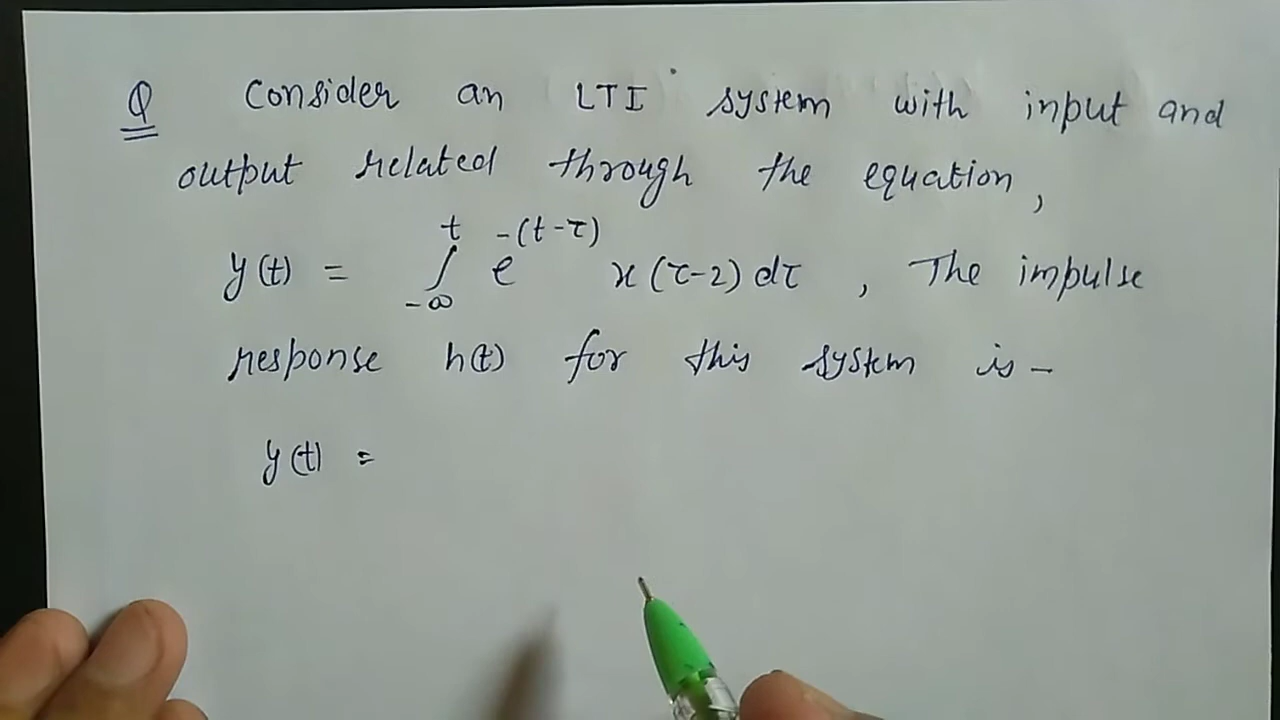 Q Consider an LTI system with input and
output related through the equation,
y(t) = ∫_{-∞}^{t} e^{-(t-τ)} x(τ-2) dτ , The impulse
response h(t) for this system is -
y(t) =